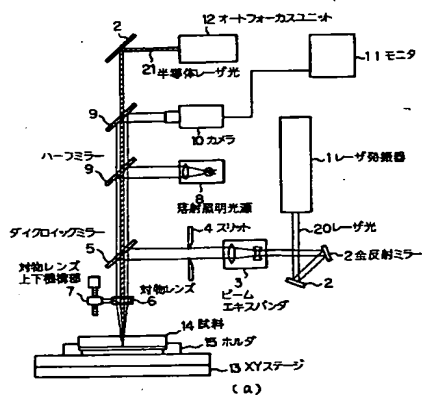 2
12 オートフォーカスユニット
21 半導体レーザ光
11 モニタ
9
10 カメラ
ハーフミラー
9
8
落射照明光源
1 レーザ発振器
20 レーザ光
ダイクロイックミラー
5
4 スリット
2 金反射ミラー
3
ビーム
エキスパンダ
2
対物レンズ
上下機構部
7
対物レンズ
6
14 試料
15 ホルダ
13 XYステージ
(a)